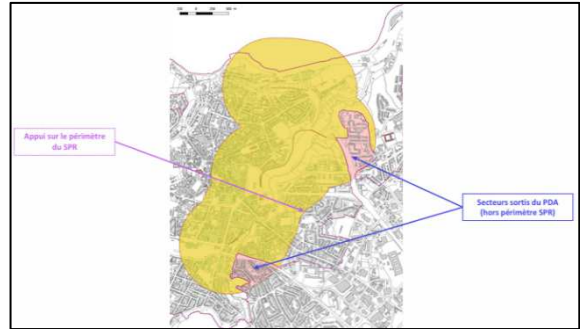 Appui sur le périmètre
du SPR
Secteurs sortis du PDA
(hors périmètre SPR)